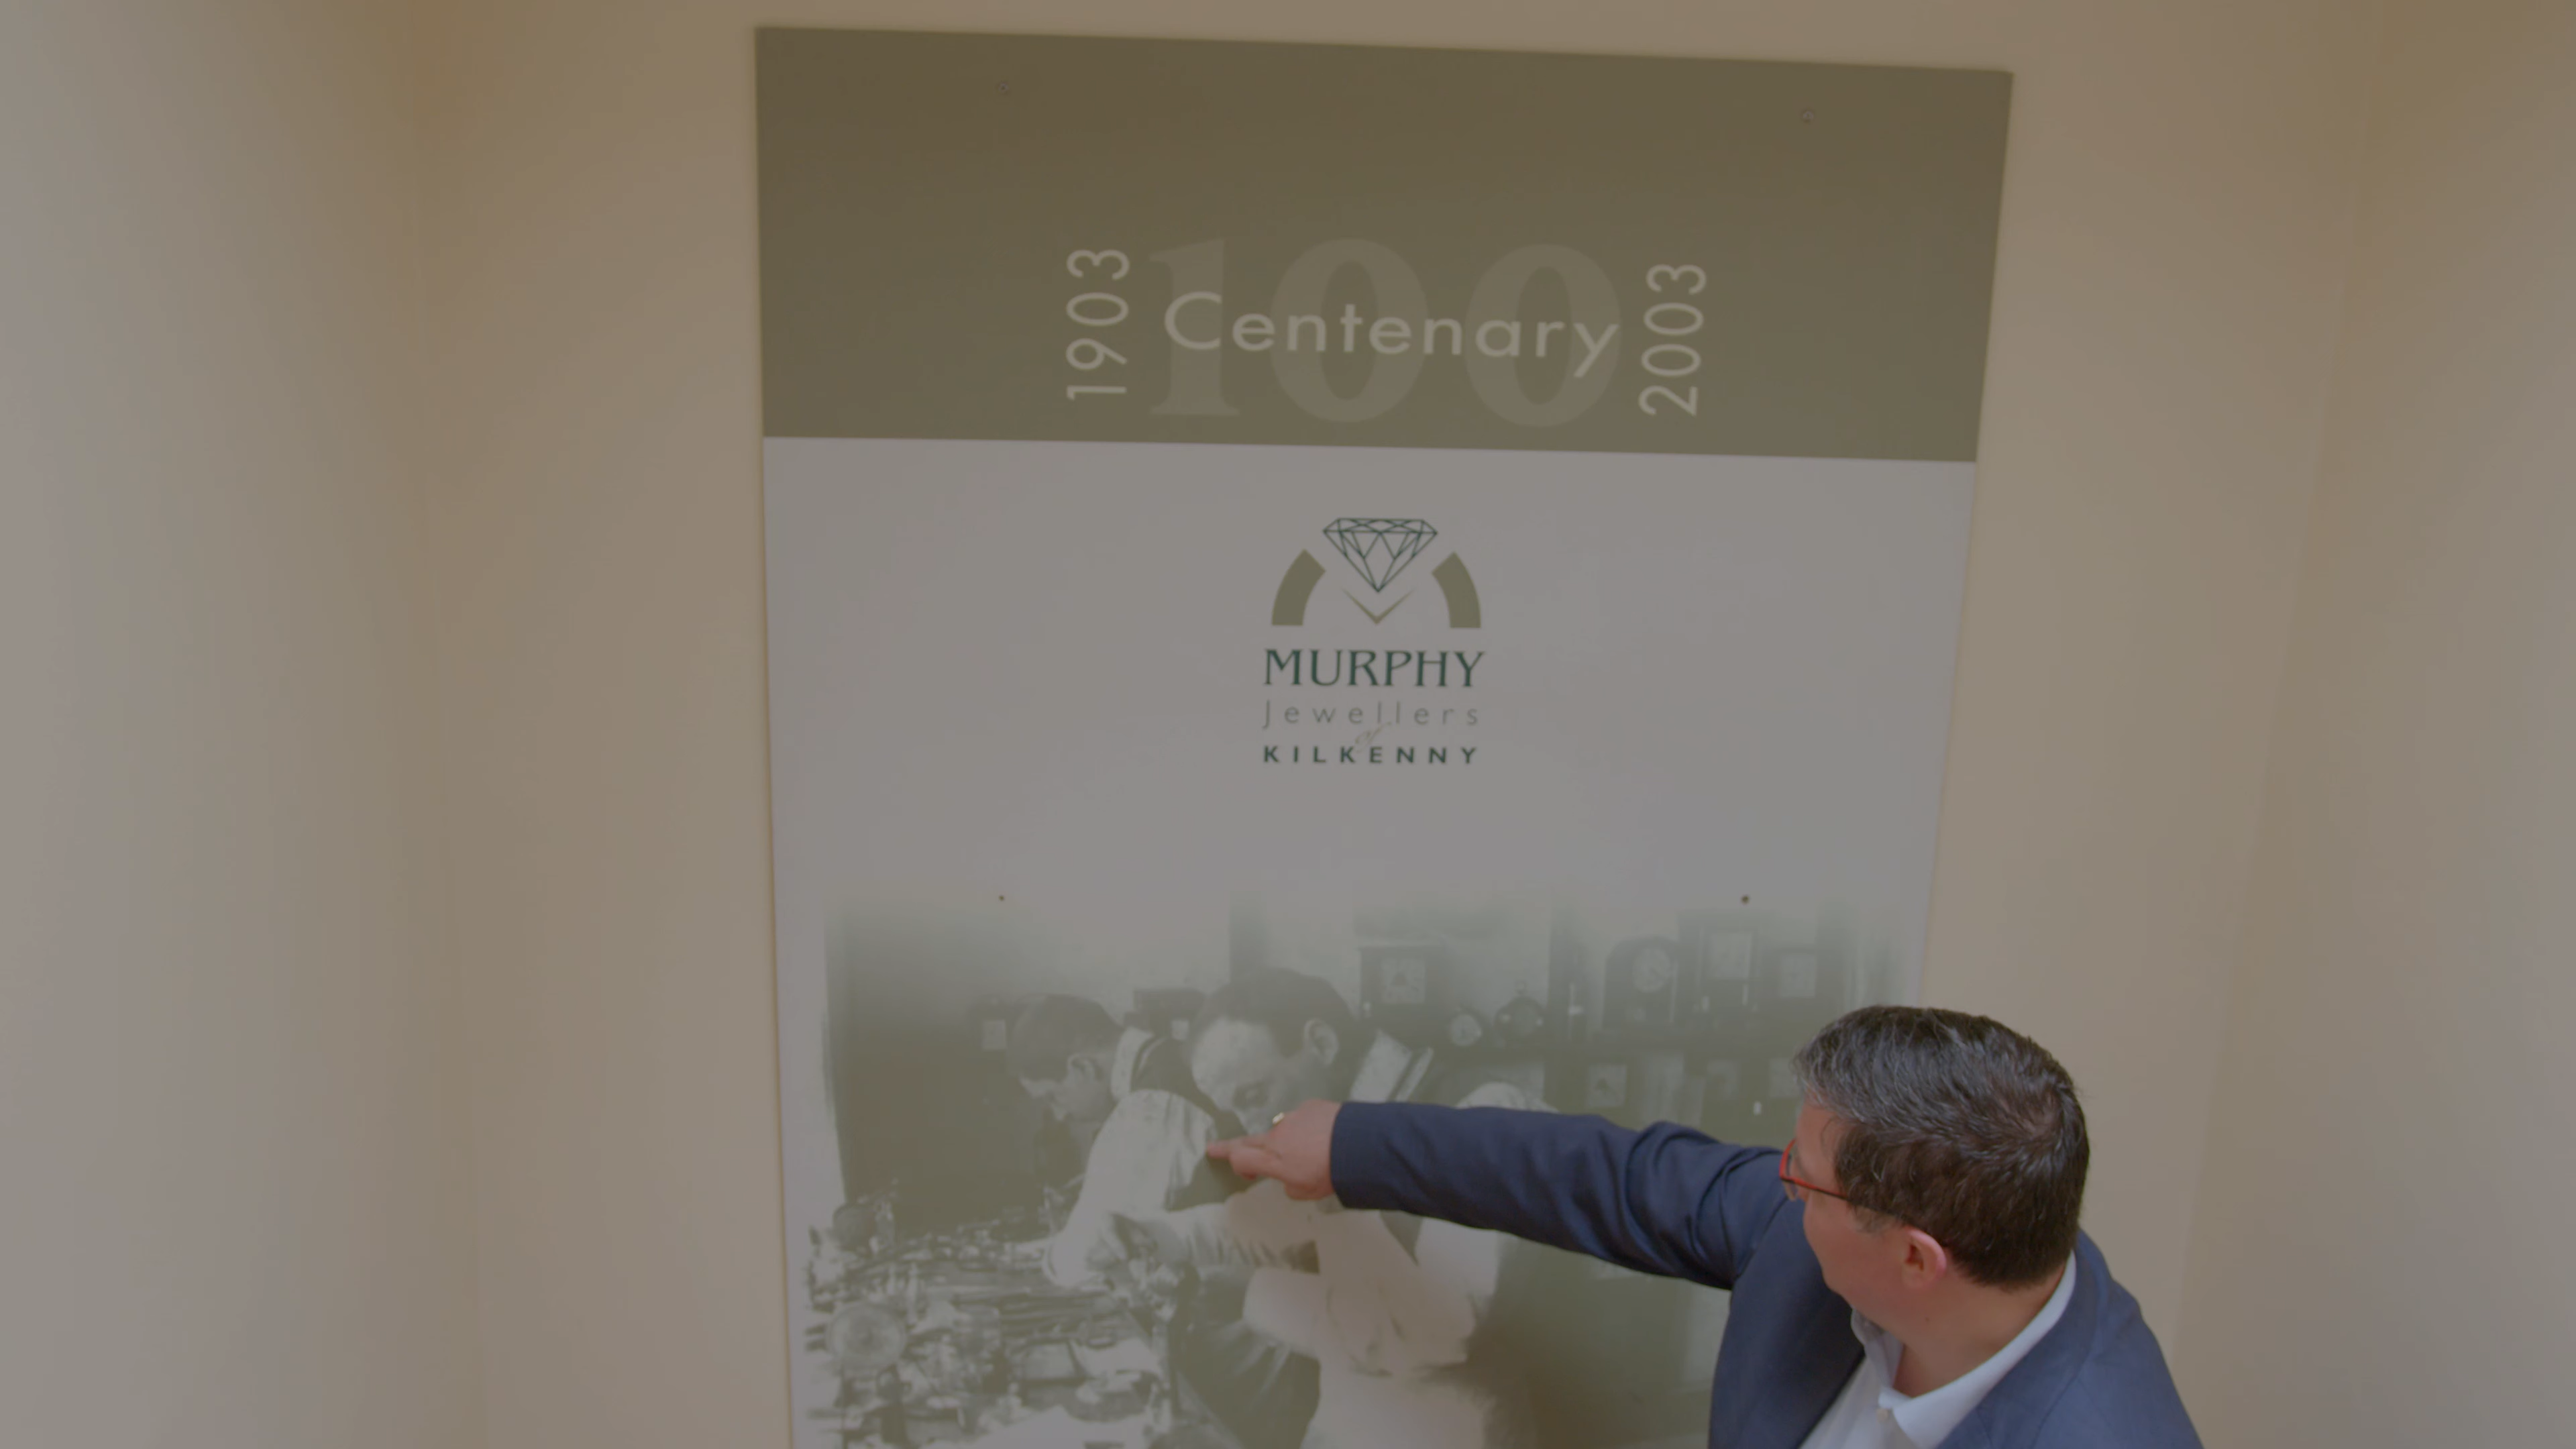 1903
100
Centenary
2003
MURPHY
Jewellers
of
KILKENNY